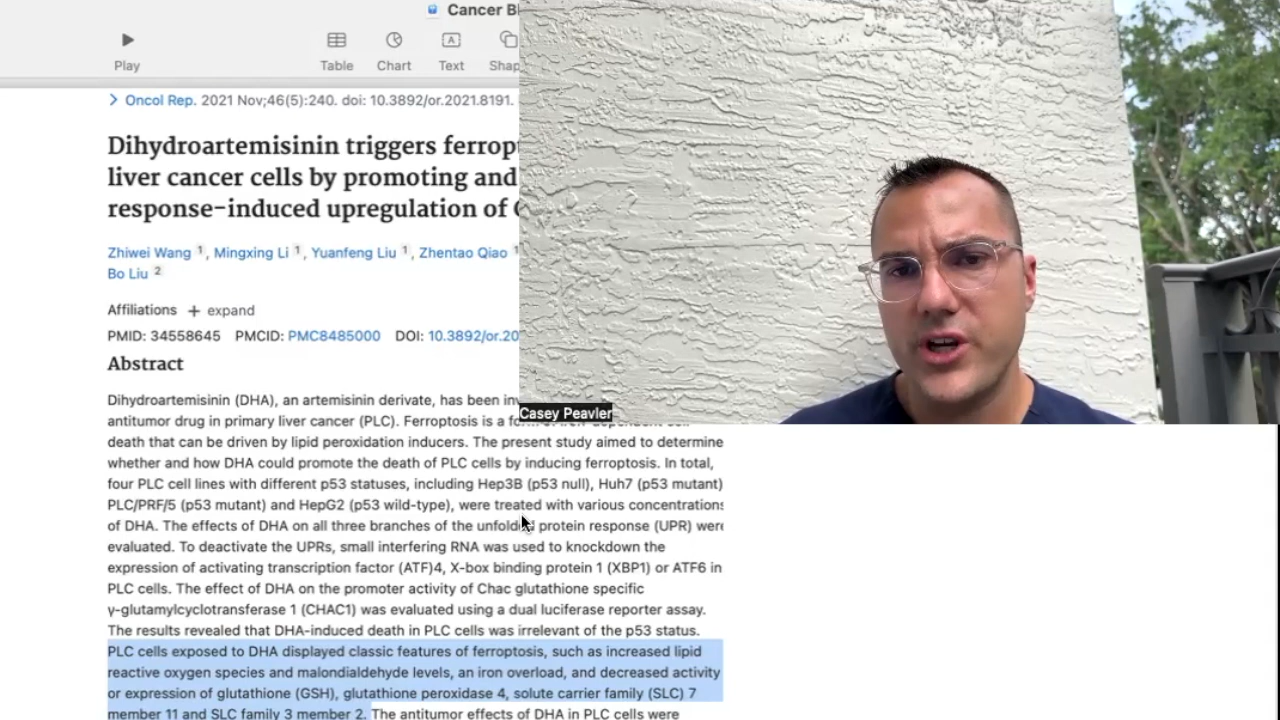 Cancer B
Play
Table
Chart
Text
Shap
Oncol Rep. 2021 Nov;46(5):240. doi: 10.3892/or.2021.8191.
Dihydroartemisinin triggers ferrop
liver cancer cells by promoting and
response-induced upregulation of
Zhiwei Wang 1, Mingxing Li 1, Yuanfeng Liu 1, Zhentao Qiao 1
Bo Liu 2
Affiliations + expand
PMID: 34558645 PMCID: PMC8485000 DOI: 10.3892/or.20
Abstract
Casey Peavler
Dihydroartemisinin (DHA), an artemisinin derivate, has been inv
antitumor drug in primary liver cancer (PLC). Ferroptosis is a
death that can be driven by lipid peroxidation inducers. The present study aimed to determine
whether and how DHA could promote the death of PLC cells by inducing ferroptosis. In total,
four PLC cell lines with different p53 statuses, including Hep3B (p53 null), Huh7 (p53 mutant)
PLC/PRF/5 (p53 mutant) and HepG2 (p53 wild-type), were treated with various concentrations
of DHA. The effects of DHA on all three branches of the unfolded protein response (UPR) were
evaluated. To deactivate the UPRs, small interfering RNA was used to knockdown the
expression of activating transcription factor (ATF)4, X-box binding protein 1 (XBP1) or ATF6 in
PLC cells. The effect of DHA on the promoter activity of Chac glutathione specific
γ-glutamylcyclotransferase 1 (CHAC1) was evaluated using a dual luciferase reporter assay.
The results revealed that DHA-induced death in PLC cells was irrelevant of the p53 status.
PLC cells exposed to DHA displayed classic features of ferroptosis, such as increased lipid
reactive oxygen species and malondialdehyde levels, an iron overload, and decreased activity
or expression of glutathione (GSH), glutathione peroxidase 4, solute carrier family (SLC) 7
member 11 and SLC family 3 member 2. The antitumor effects of DHA in PLC cells were